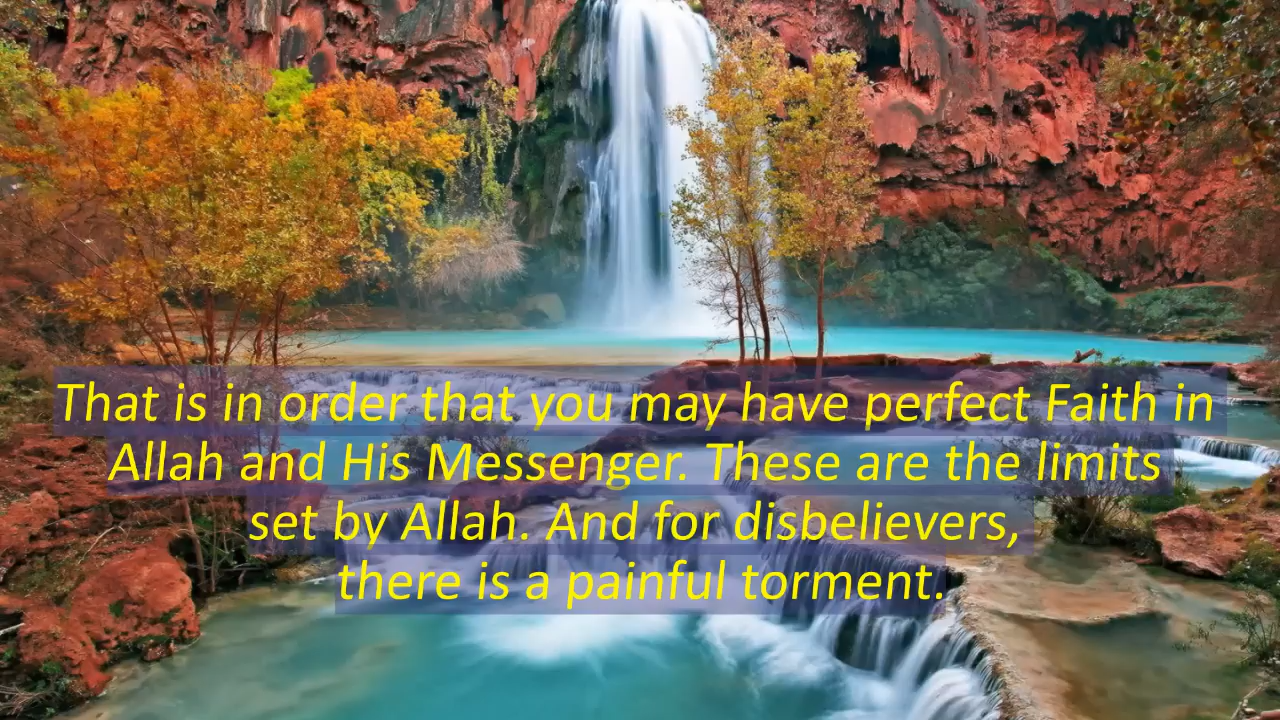 That is in order that you may have perfect Faith in
Allah and His Messenger. These are the limits
set by Allah. And for disbelievers,
there is a painful torment.